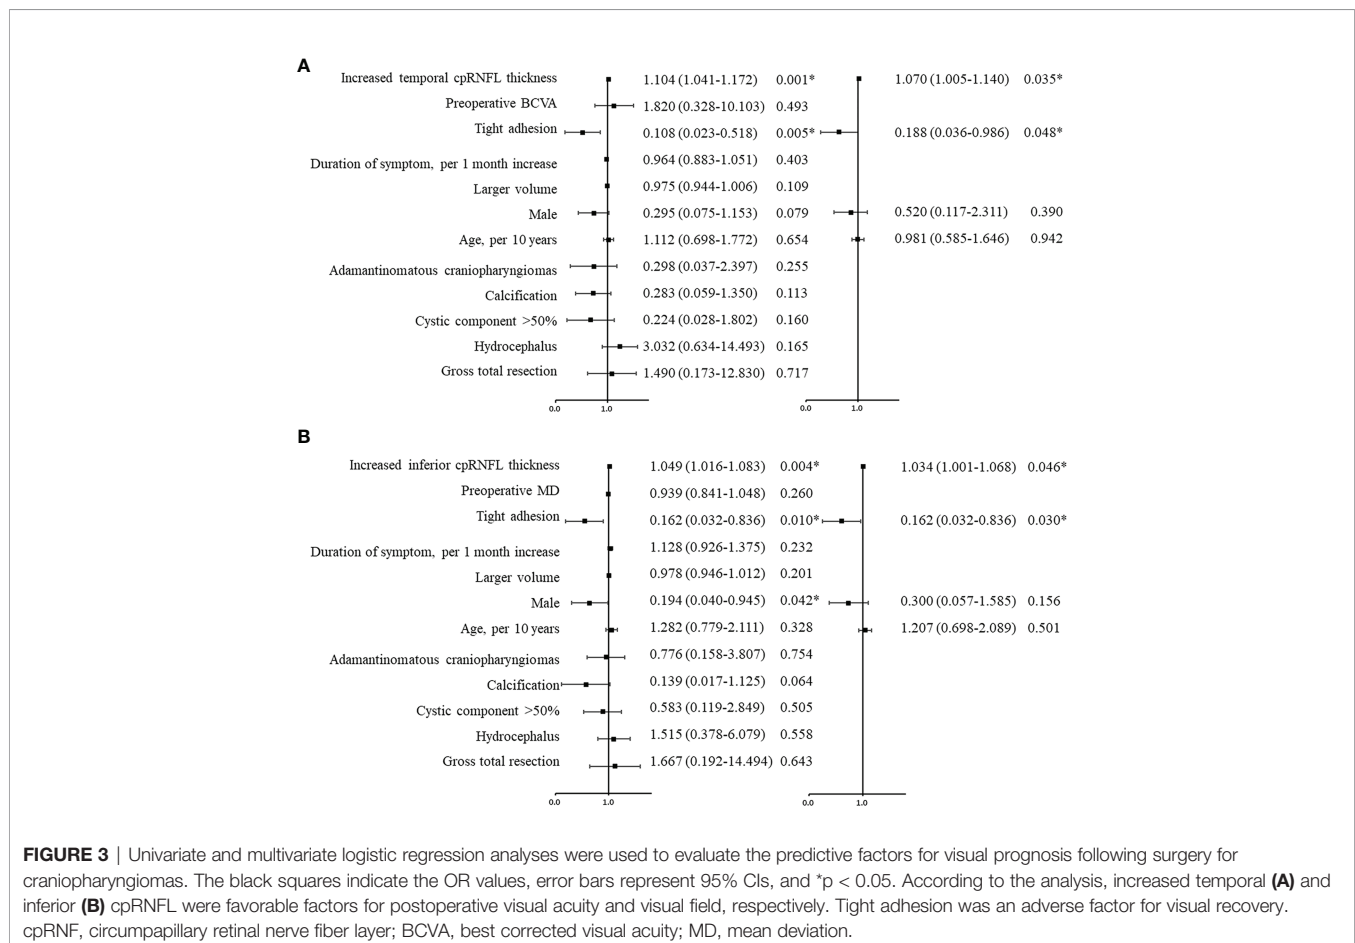 A
Increased temporal cpRNFL thickness 1.104 (1.041-1.172) 0.001* 1.070 (1.005-1.140) 0.035*
Preoperative BCVA 1.820 (0.328-10.103) 0.493
Tight adhesion 0.108 (0.023-0.518) 0.005* 0.188 (0.036-0.986) 0.048*
Duration of symptom, per 1 month increase 0.964 (0.883-1.051) 0.403
Larger volume 0.975 (0.944-1.006) 0.109
Male 0.295 (0.075-1.153) 0.079 0.520 (0.117-2.311) 0.390
Age, per 10 years 1.112 (0.698-1.772) 0.654 0.981 (0.585-1.646) 0.942
Adamantinomatous craniopharyngiomas 0.298 (0.037-2.397) 0.255
Calcification 0.283 (0.059-1.350) 0.113
Cystic component >50% 0.224 (0.028-1.802) 0.160
Hydrocephalus 3.032 (0.634-14.493) 0.165
Gross total resection 1.490 (0.173-12.830) 0.717
0.0 1.0 0.0 1.0
B
Increased inferior cpRNFL thickness 1.049 (1.016-1.083) 0.004* 1.034 (1.001-1.068) 0.046*
Preoperative MD 0.939 (0.841-1.048) 0.260
Tight adhesion 0.162 (0.032-0.836) 0.010* 0.162 (0.032-0.836) 0.030*
Duration of symptom, per 1 month increase 1.128 (0.926-1.375) 0.232
Larger volume 0.978 (0.946-1.012) 0.201
Male 0.194 (0.040-0.945) 0.042* 0.300 (0.057-1.585) 0.156
Age, per 10 years 1.282 (0.779-2.111) 0.328 1.207 (0.698-2.089) 0.501
Adamantinomatous craniopharyngiomas 0.776 (0.158-3.807) 0.754
Calcification 0.139 (0.017-1.125) 0.064
Cystic component >50% 0.583 (0.119-2.849) 0.505
Hydrocephalus 1.515 (0.378-6.079) 0.558
Gross total resection 1.667 (0.192-14.494) 0.643
0.0 1.0 0.0 1.0
FIGURE 3 | Univariate and multivariate logistic regression analyses were used to evaluate the predictive factors for visual prognosis following surgery for
craniopharyngiomas. The black squares indicate the OR values, error bars represent 95% CIs, and *p < 0.05. According to the analysis, increased temporal (A) and
inferior (B) cpRNFL were favorable factors for postoperative visual acuity and visual field, respectively. Tight adhesion was an adverse factor for visual recovery.
cpRNF, circumpapillary retinal nerve fiber layer; BCVA, best corrected visual acuity; MD, mean deviation.